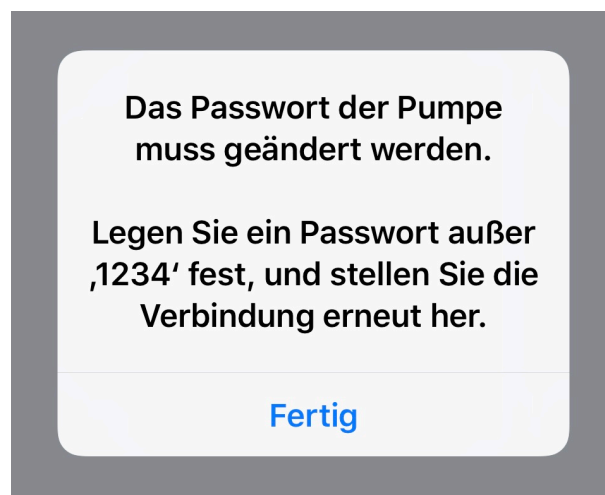 Das Passwort der Pumpe
muss geändert werden.
Legen Sie ein Passwort außer
‚1234‘ fest, und stellen Sie die
Verbindung erneut her.
Fertig